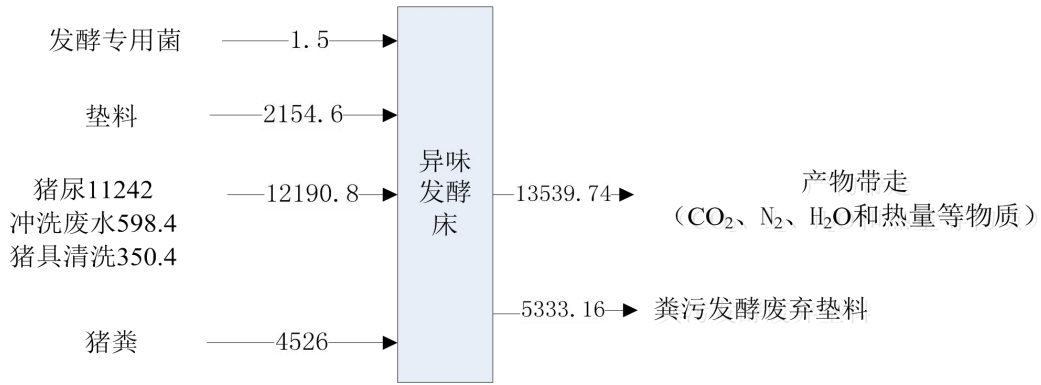 发酵专用菌
1.5
垫料
2154.6
猪尿11242
冲洗废水598.4
猪具清洗350.4
12190.8
猪粪
4526
异味
发酵
床
13539.74
产物带走
（CO₂、N₂、H₂O和热量等物质）
5333.16
粪污发酵废弃垫料